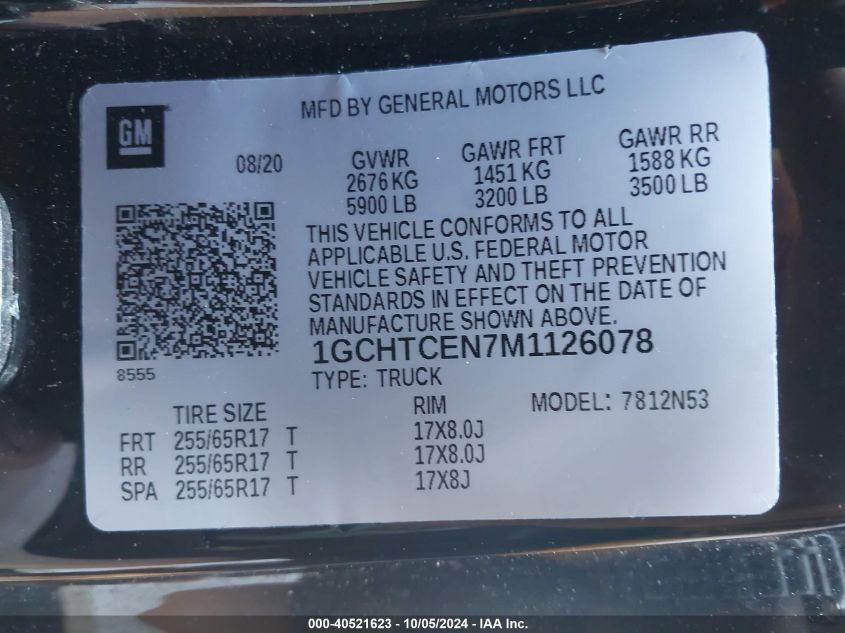 MFD BY GENERAL MOTORS LLC
GM
08/20 GVWR GAWR FRT GAWR RR
2676 KG 1451 KG 1588 KG
5900 LB 3200 LB 3500 LB
THIS VEHICLE CONFORMS TO ALL
APPLICABLE U.S. FEDERAL MOTOR
VEHICLE SAFETY AND THEFT PREVENTION
STANDARDS IN EFFECT ON THE DATE OF
MANUFACTURE SHOWN ABOVE.
1GCHTCEN7M1126078
8555
TYPE: TRUCK
TIRE SIZE RIM MODEL: 7812N53
FRT 255/65R17 T 17X8.0J
RR 255/65R17 T 17X8.0J
SPA 255/65R17 T 17X8J
000-40521623 - 10/05/2024 - IAA Inc.